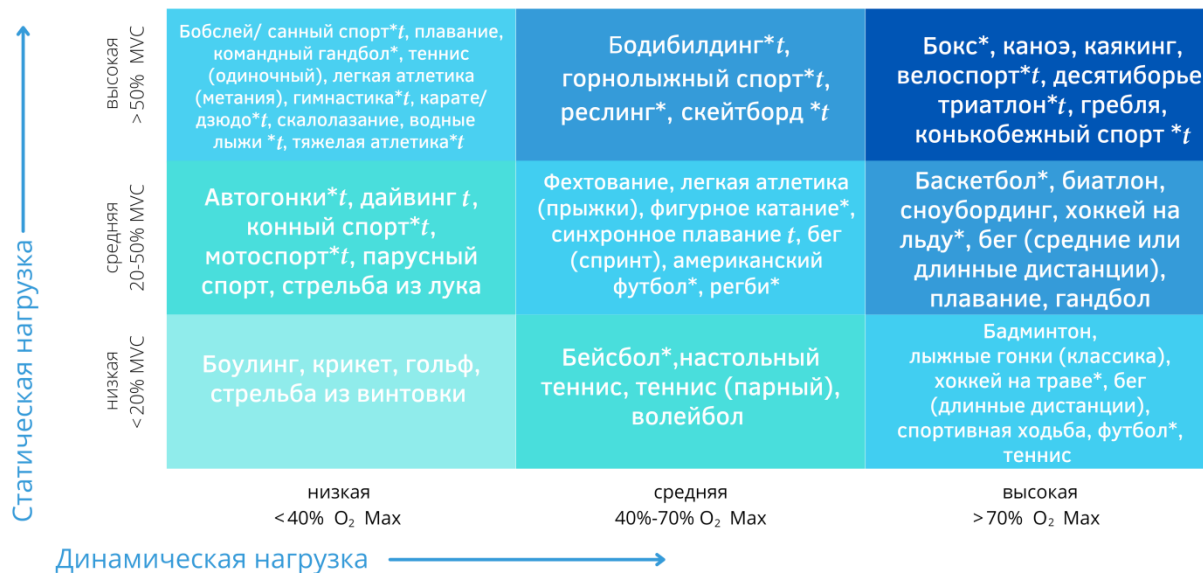 Статическая нагрузка
высокая
>50% MVC
Бобслей/ санный спорт*t, плавание,
командный гандбол*, теннис
(одиночный), легкая атлетика
(метания), гимнастика*t, карате/
дзюдо*t, скалолазание, водные
лыжи *t, тяжелая атлетика*t
Бодибилдинг*t,
горнолыжный спорт*t,
реслинг*, скейтборд *t
Бокс*, каноэ, каякинг,
велоспорт*t, десятиборье,
триатлон*t, гребля,
конькобежный спорт *t
средняя
20-50% MVC
Автогонки*t, дайвинг t,
конный спорт*t,
мотоспорт*t, парусный
спорт, стрельба из лука
Фехтование, легкая атлетика
(прыжки), фигурное катание*,
синхронное плавание t, бег
(спринт), американский
футбол*, регби*
Баскетбол*, биатлон,
сноубординг, хоккей на
льду*, бег (средние или
длинные дистанции),
плавание, гандбол
низкая
<20% MVC
Боулинг, крикет, гольф,
стрельба из винтовки
Бейсбол*,настольный
теннис, теннис (парный),
волейбол
Бадминтон,
лыжные гонки (классика),
хоккей на траве*, бег
(длинные дистанции),
спортивная ходьба, футбол*,
теннис
низкая
<40% O₂ Max
средняя
40%-70% O₂ Max
высокая
>70% O₂ Max
Динамическая нагрузка